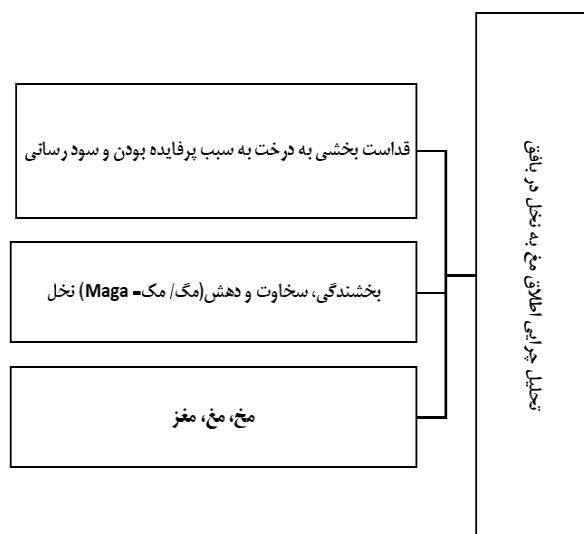 تحلیل چرایی اطلاق مغ به نخل در بافق
قداست بخشی به درخت به سبب پرفایده بودن و سود رسانی
بخشندگی، سخاوت و دهش(مگ/ مک= Maga) نخل
مخ، مغ، مغز